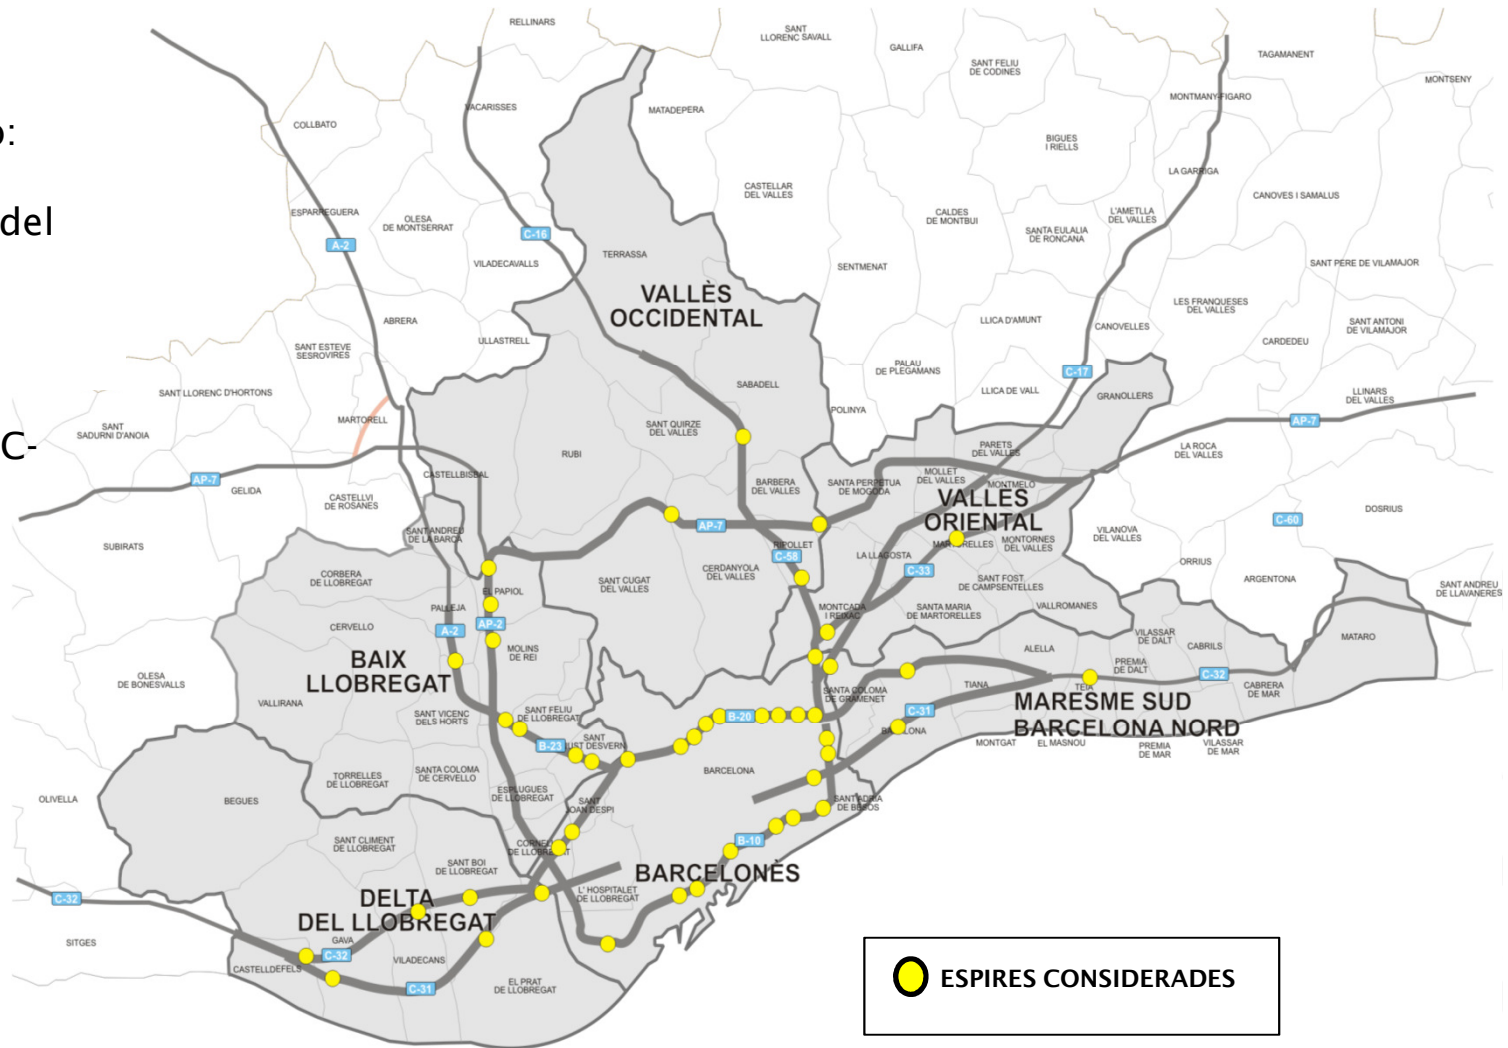 RELLINARS
SANT
LLORENC SAVALL
GALLIFA
SANT FELIU
DE CODINES
TAGAMANENT
MONTSENY
VACARISSES
MATADEPERA
MONTMANY-FIGARO
COLLBATO
o:
BIGUES
I RIELLS
LA GARRIGA
CASTELLAR
DEL VALLES
CANOVES I SAMALUS
ESPARREGUERA
OLESA
DE MONTSERRAT
CALDES
DE MONTBUI
L'AMETLLA
DEL VALLES
del
A-2
C-16
SANTA EULALIA
DE RONCANA
TERRASSA
VILADECAVALLS
SENTMENAT
SANT PERE DE VILAMAJOR
VALLÈS
OCCIDENTAL
LES FRANQUESES
DEL VALLES
ABRERA
LLICA D'AMUNT
CANOVELLES
SANT ANTONI
DE VILAMAJOR
ULLASTRELL
CARDEDEU
SANT ESTEVE
SESROVIRES
PALAU
DE PLEGAMANS
C-17
SABADELL
SANT LLORENC D'HORTONS
LLICA DE VALL
GRANOLLERS
LLINARS
DEL VALLES
POLINYA
MARTORELL
AP-7
SANT
SADURNI D'ANOIA
SANT QUIRZE
DEL VALLES
C-
PARETS
DEL VALLES
LA ROCA
DEL VALLES
RUBI
CASTELLBISBAL
AP-7
GELIDA
BARBERA
DEL VALLES
SANTA PERPETUA
DE MOGODA
MOLLET
DEL VALLES
MONTMELO
CASTELLVI
DE ROSANES
VALLES
ORIENTAL
DOSRIUS
C-60
AP-7
SUBIRATS
SANT ANDREU
DE LA BARCA
VILANOVA
DEL VALLES
RIPOLLET
C-58
MARTORELLES
MONTORNES
DEL VALLES
LA LLAGOSTA
C-33
ORRIUS
CORBERA
DE LLOBREGAT
SANT CUGAT
DEL VALLES
CERDANYOLA
DEL VALLES
SANT FOST
DE CAMPSENTELLES
ARGENTONA
SANT ANDREU
DE LLAVANERES
EL PAPIOL
PALLEJA
MONTCADA
I REIXAC
SANTA MARIA
DE MARTORELLES
VALLROMANES
CERVELLO
A-2
AP-2
VILASSAR
DE DALT
MATARO
MOLINS
DE REI
ALELLA
CABRILS
BAIX
LLOBREGAT
PREMIA
DE DALT
C-32
OLESA
DE BONESVALLS
TIANA
TEIA
CABRERA
DE MAR
SANTA COLOMA
DE GRAMENET
VALLIRANA
MARESME SUD
BARCELONA NORD
SANT VICENC
DELS HORTS
SANT FELIU
DE LLOBREGAT
B-20
C-31
MONTGAT
EL MASNOU
PREMIA
DE MAR
VILASSAR
DE MAR
B-23
BARCELONA
SANTA COLOMA
DE CERVELLO
TORRELLES
DE LLOBREGAT
ESPLUGUES
DE LLOBREGAT
OLIVELLA
BEGUES
SANT
JOAN DESPI
SANT ADRIA
DE BESOS
SANT CLIMENT
DE LLOBREGAT
B-10
SANT BOI
DE LLOBREGAT
BARCELONÈS
L' HOSPITALET
DE LLOBREGAT
C-32
DELTA
DEL LLOBREGAT
SITGES
GAVA
C-32
VILADECANS
CASTELLDEFELS
C-31
EL PRAT
DE LLOBREGAT
ESPIRES CONSIDERADES